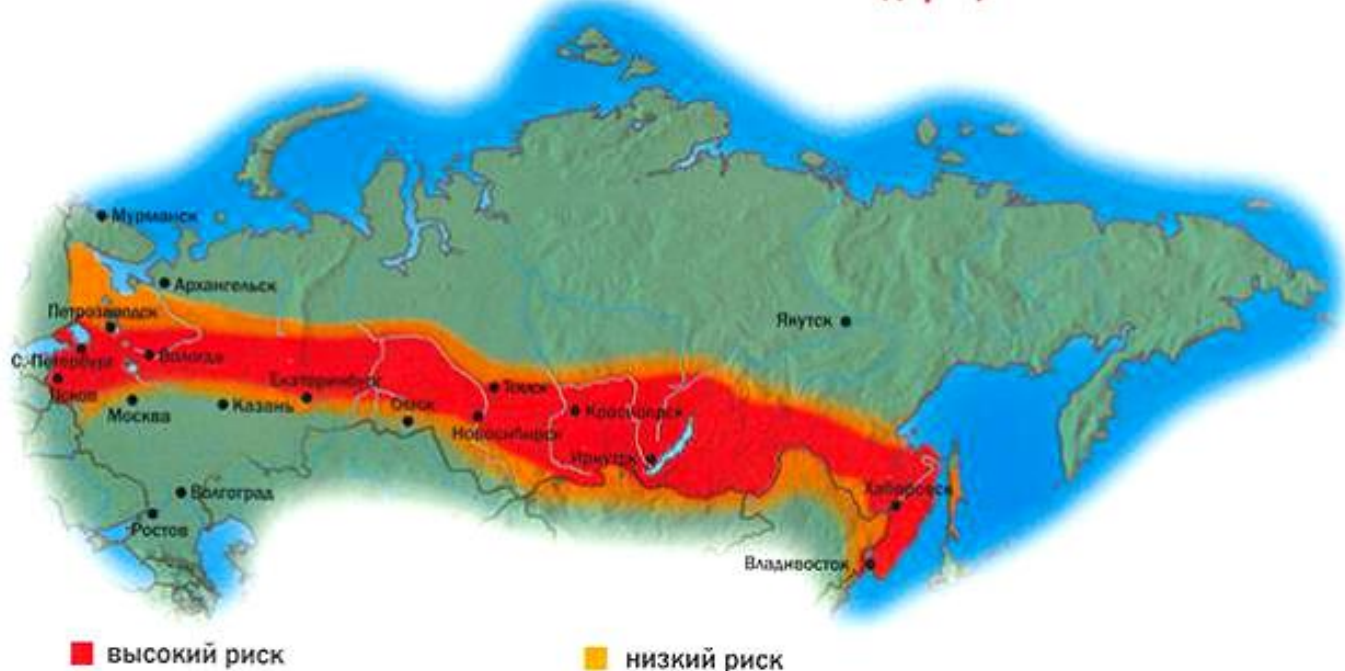 Мурманск
Архангельск
Петрозаводск
Якутск
С.-Петербург
Вологда
Псков
Екатеринбург
Томск
Москва
Казань
Омск
Красноярск
Новосибирск
Иркутск
Волгоград
Хабаровск
Ростов
Владивосток
высокий риск
низкий риск